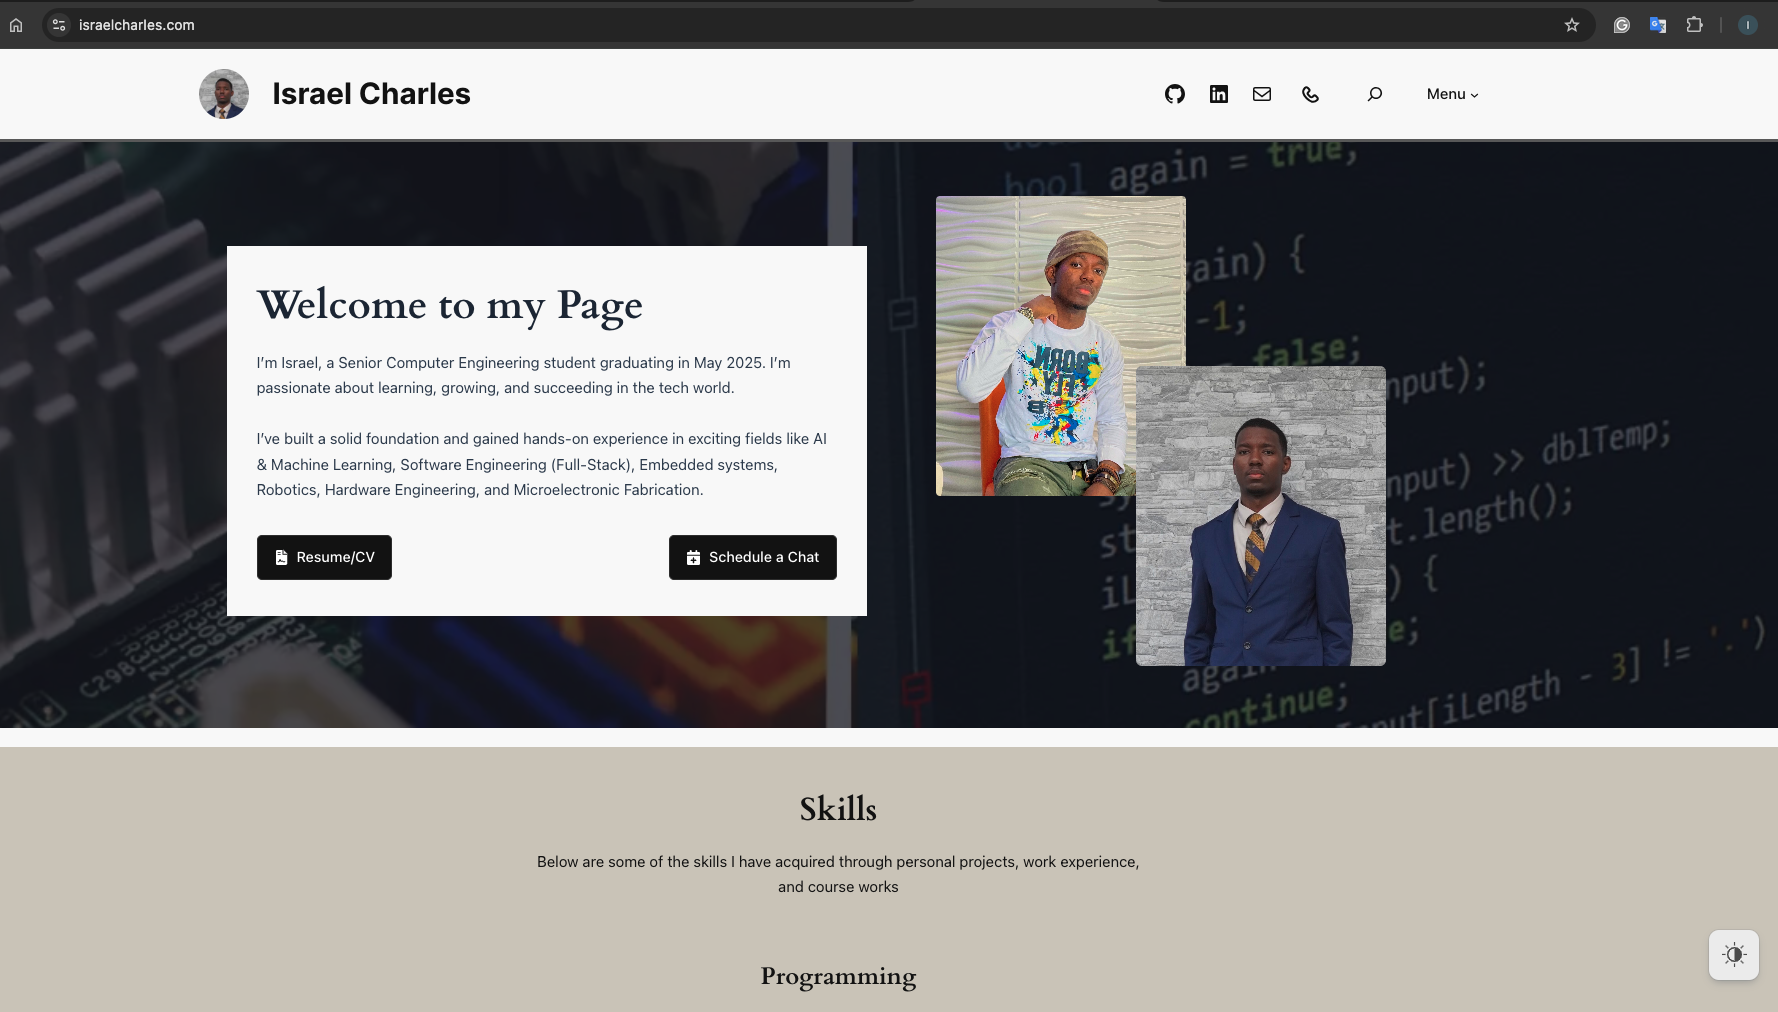 israelcharles.com
Israel Charles
Menu
bool again = true;
ain) {
-1;
false;
nput);
nput) >> dblTemp;
t.length();
) {
e;
again
continue;
nput[iLength - 3] != '.')
Welcome to my Page
I'm Israel, a Senior Computer Engineering student graduating in May 2025. I'm
passionate about learning, growing, and succeeding in the tech world.
I've built a solid foundation and gained hands-on experience in exciting fields like AI
& Machine Learning, Software Engineering (Full-Stack), Embedded systems,
Robotics, Hardware Engineering, and Microelectronic Fabrication.
Resume/CV
Schedule a Chat
Skills
Below are some of the skills I have acquired through personal projects, work experience,
and course works
Programming